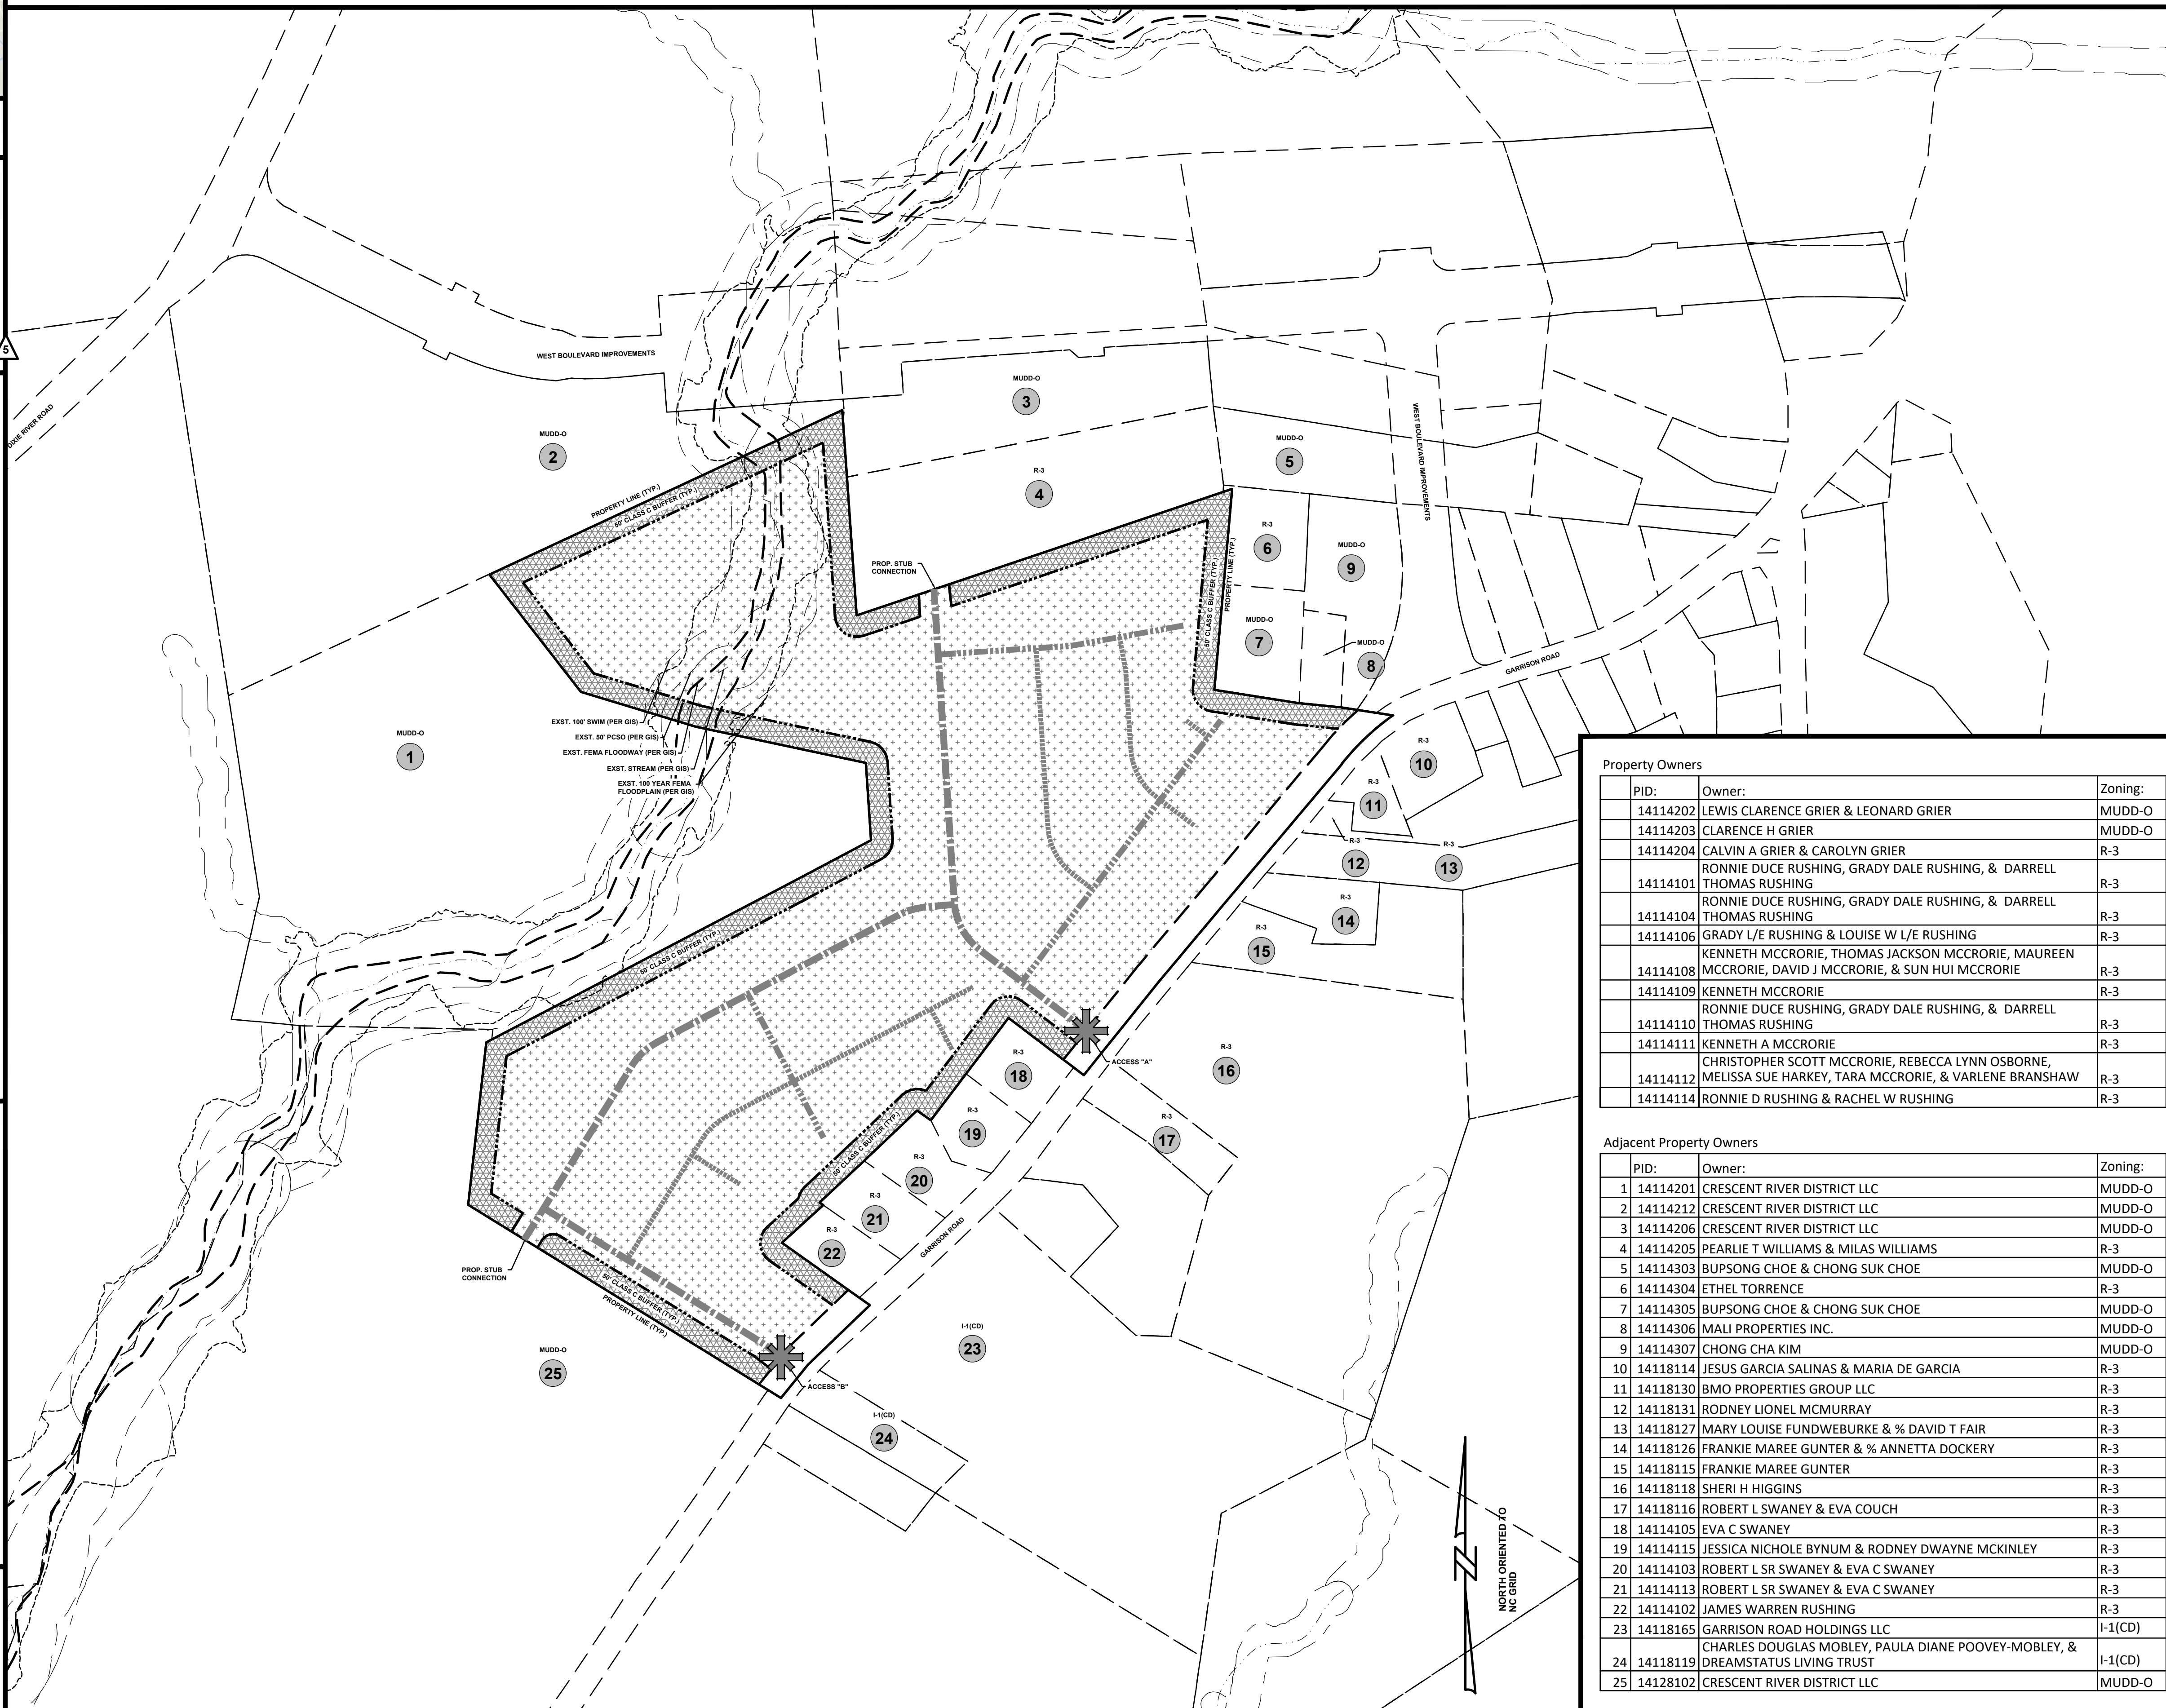 5
DIXIE RIVER ROAD
WEST BOULEVARD IMPROVEMENTS
MUDD-O
2
MUDD-O
3
R-3
4
MUDD-O
5
WEST BOULEVARD IMPROVEMENTS
R-3
6
MUDD-O
9
MUDD-O
7
MUDD-O
8
GARRISON ROAD
PROPERTY LINE (TYP.)
50' CLASS C BUFFER (TYP.)
PROP. STUB
CONNECTION
50' CLASS C BUFFER (TYP.)
PROPERTY LINE (TYP.)
EXST. 100' SWIM (PER GIS)
EXST. 50' PCSO (PER GIS)
EXST. FEMA FLOODWAY (PER GIS)
EXST. STREAM (PER GIS)
EXST. 100 YEAR FEMA
FLOODPLAIN (PER GIS)
MUDD-O
1
R-3
10
R-3
11
R-3
12
R-3
13
R-3
14
R-3
15
50' CLASS C BUFFER (TYP.)
ACCESS "A"
R-3
16
R-3
17
R-3
18
R-3
19
R-3
20
R-3
21
R-3
22
50' CLASS C BUFFER (TYP.)
GARRISON ROAD
PROP. STUB
CONNECTION
50' CLASS C BUFFER (TYP.)
PROPERTY LINE (TYP.)
MUDD-O
25
ACCESS "B"
I-1(CD)
23
I-1(CD)
24
NORTH ORIENTED TO
NC GRID
Property Owners
PID: Owner: Zoning:
14114202 LEWIS CLARENCE GRIER & LEONARD GRIER MUDD-O
14114203 CLARENCE H GRIER MUDD-O
14114204 CALVIN A GRIER & CAROLYN GRIER R-3
RONNIE DUCE RUSHING, GRADY DALE RUSHING, & DARRELL
14114101 THOMAS RUSHING R-3
RONNIE DUCE RUSHING, GRADY DALE RUSHING, & DARRELL
14114104 THOMAS RUSHING R-3
14114106 GRADY L/E RUSHING & LOUISE W L/E RUSHING R-3
KENNETH MCCRORIE, THOMAS JACKSON MCCRORIE, MAUREEN
14114108 MCCRORIE, DAVID J MCCRORIE, & SUN HUI MCCRORIE R-3
14114109 KENNETH MCCRORIE R-3
RONNIE DUCE RUSHING, GRADY DALE RUSHING, & DARRELL
14114110 THOMAS RUSHING R-3
14114111 KENNETH A MCCRORIE R-3
CHRISTOPHER SCOTT MCCRORIE, REBECCA LYNN OSBORNE,
14114112 MELISSA SUE HARKEY, TARA MCCRORIE, & VARLENE BRANSHAW R-3
14114114 RONNIE D RUSHING & RACHEL W RUSHING R-3
Adjacent Property Owners
PID: Owner: Zoning:
1 14114201 CRESCENT RIVER DISTRICT LLC MUDD-O
2 14114212 CRESCENT RIVER DISTRICT LLC MUDD-O
3 14114206 CRESCENT RIVER DISTRICT LLC MUDD-O
4 14114205 PEARLIE T WILLIAMS & MILAS WILLIAMS R-3
5 14114303 BUPSONG CHOE & CHONG SUK CHOE MUDD-O
6 14114304 ETHEL TORRENCE R-3
7 14114305 BUPSONG CHOE & CHONG SUK CHOE MUDD-O
8 14114306 MALI PROPERTIES INC. MUDD-O
9 14114307 CHONG CHA KIM MUDD-O
10 14118114 JESUS GARCIA SALINAS & MARIA DE GARCIA R-3
11 14118130 BMO PROPERTIES GROUP LLC R-3
12 14118131 RODNEY LIONEL MCMURRAY R-3
13 14118127 MARY LOUISE FUNDWEBURKE & % DAVID T FAIR R-3
14 14118126 FRANKIE MAREE GUNTER & % ANNETTA DOCKERY R-3
15 14118115 FRANKIE MAREE GUNTER R-3
16 14118118 SHERI H HIGGINS R-3
17 14118116 ROBERT L SWANEY & EVA COUCH R-3
18 14114105 EVA C SWANEY R-3
19 14114115 JESSICA NICHOLE BYNUM & RODNEY DWAYNE MCKINLEY R-3
20 14114103 ROBERT L SR SWANEY & EVA C SWANEY R-3
21 14114113 ROBERT L SR SWANEY & EVA C SWANEY R-3
22 14114102 JAMES WARREN RUSHING R-3
23 14118165 GARRISON ROAD HOLDINGS LLC I-1(CD)
CHARLES DOUGLAS MOBLEY, PAULA DIANE POOVEY-MOBLEY, &
24 14118119 DREAMSTATUS LIVING TRUST I-1(CD)
25 14128102 CRESCENT RIVER DISTRICT LLC MUDD-O